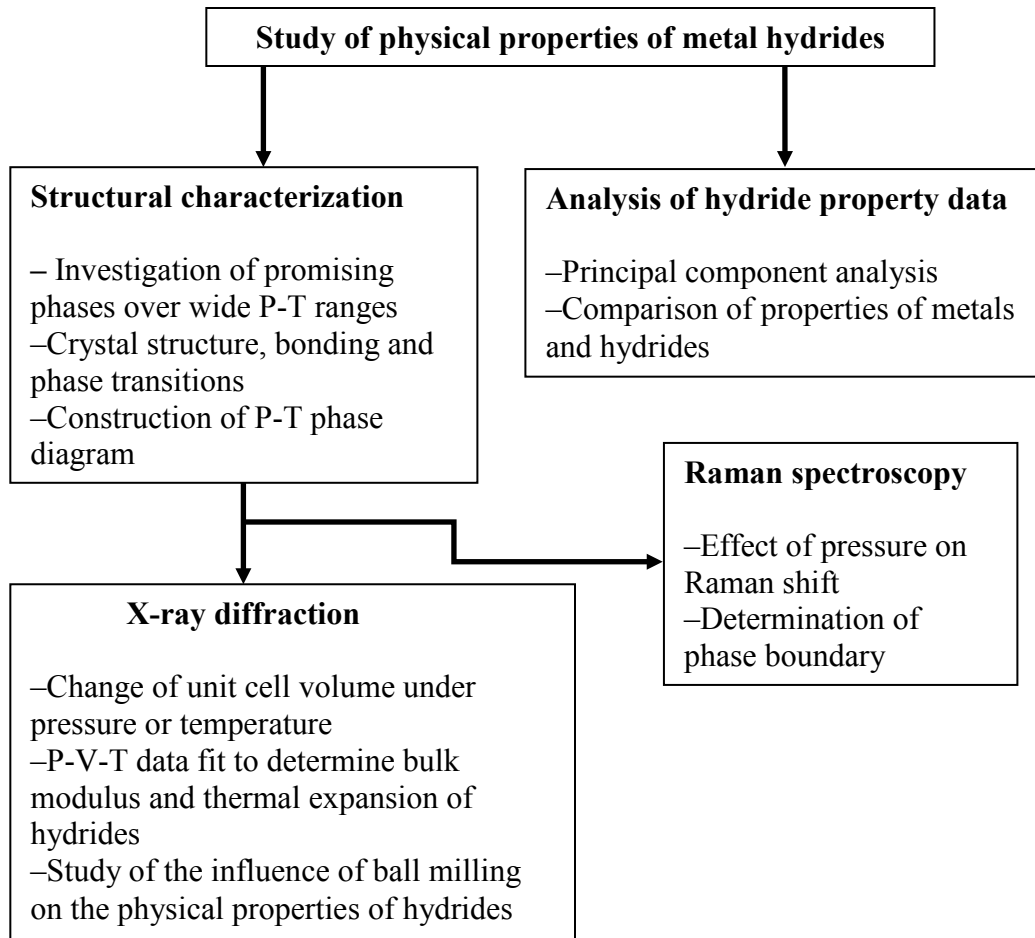 Study of physical properties of metal hydrides
Structural characterization
– Investigation of promising
phases over wide P-T ranges
–Crystal structure, bonding and
phase transitions
–Construction of P-T phase
diagram
Analysis of hydride property data
–Principal component analysis
–Comparison of properties of metals
and hydrides
Raman spectroscopy
–Effect of pressure on
Raman shift
–Determination of
phase boundary
X-ray diffraction
–Change of unit cell volume under
pressure or temperature
–P-V-T data fit to determine bulk
modulus and thermal expansion of
hydrides
–Study of the influence of ball milling
on the physical properties of hydrides